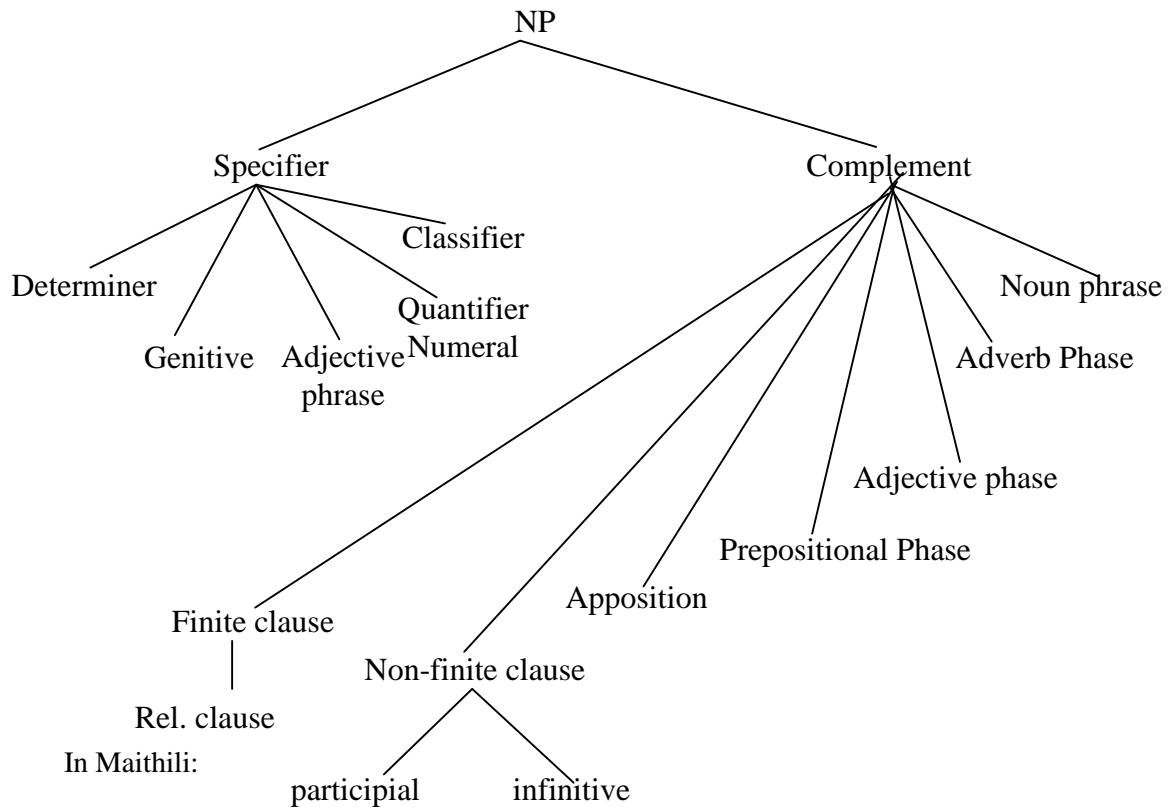 NP
Specifier
Complement
Classifier
Determiner
Noun phrase
Quantifier
Numeral
Genitive
Adjective
phrase
Adverb Phase
Adjective phase
Prepositional Phase
Apposition
Finite clause
Non-finite clause
Rel. clause
In Maithili:
participial
infinitive